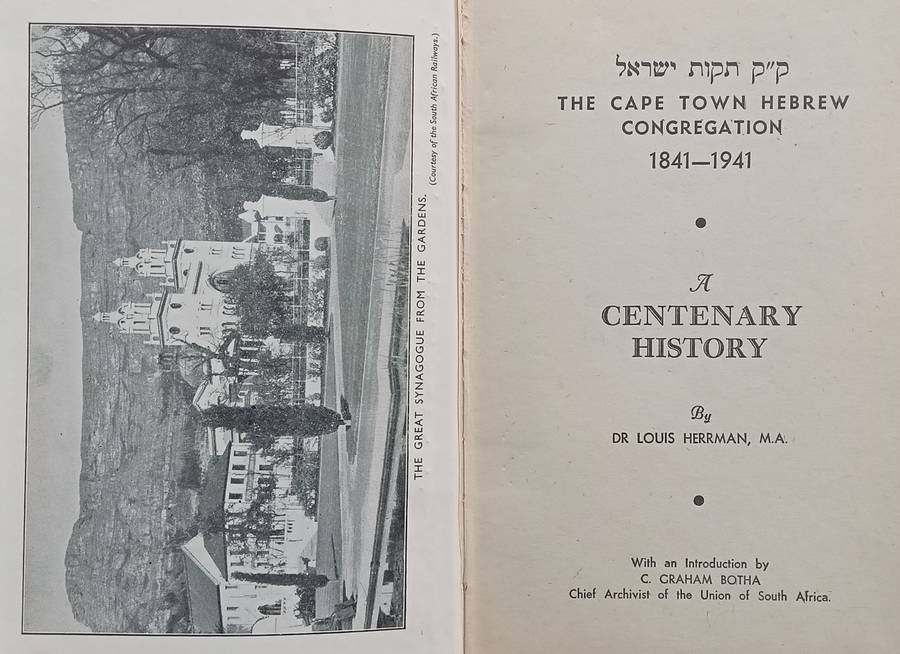 (Courtesy of the South African Railways.)
THE GREAT SYNAGOGUE FROM THE GARDENS.
ק״ק תקות ישראל
THE CAPE TOWN HEBREW
CONGREGATION
1841—1941
A
CENTENARY
HISTORY
By
DR LOUIS HERRMAN, M.A.
With an Introduction by
C. GRAHAM BOTHA
Chief Archivist of the Union of South Africa.